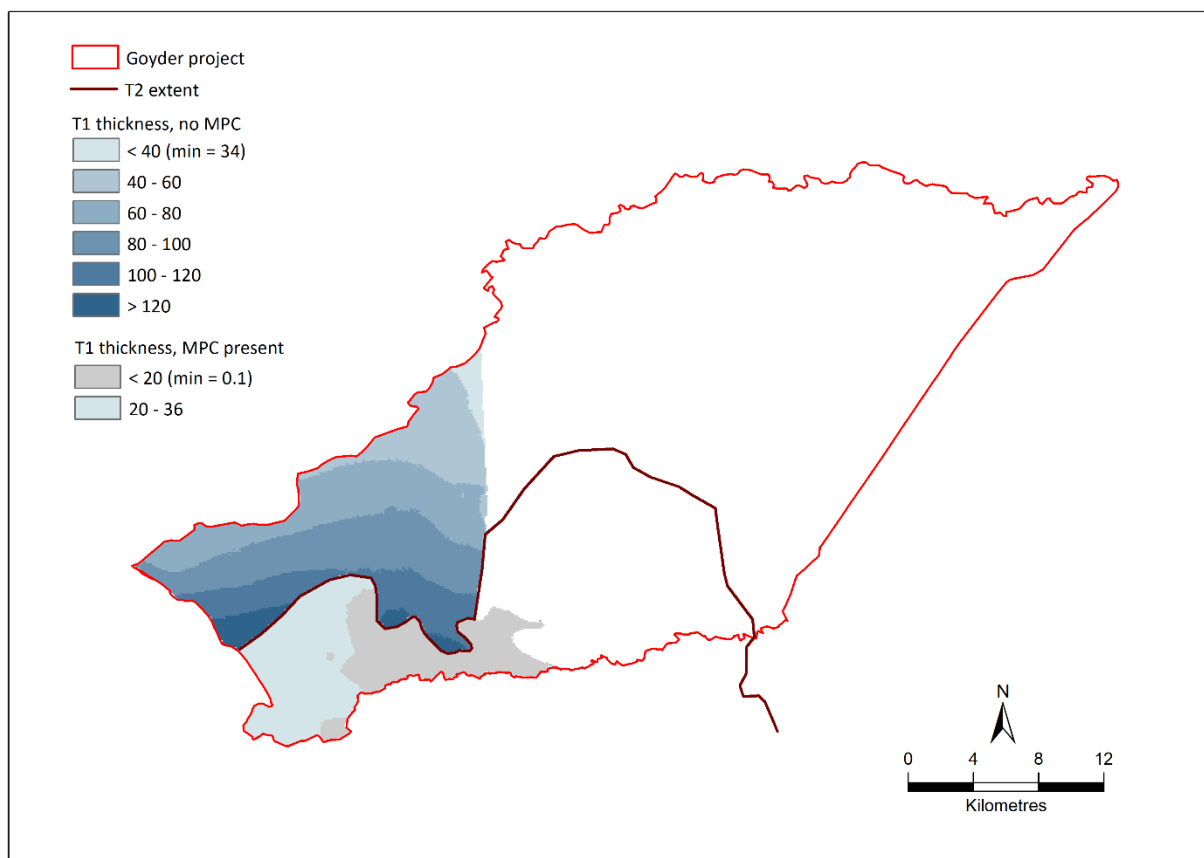 Goyder project
T2 extent
T1 thickness, no MPC
< 40 (min = 34)
40 - 60
60 - 80
80 - 100
100 - 120
> 120
T1 thickness, MPC present
< 20 (min = 0.1)
20 - 36
N
0 4 8 12
Kilometres